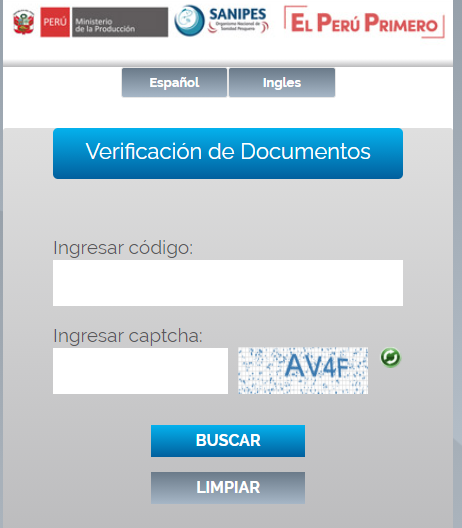 PERÚ Ministerio de la Producción SANIPES Organismo Nacional de Sanidad Pesquera EL PERÚ PRIMERO
Español Ingles
Verificación de Documentos
Ingresar código:
Ingresar captcha:
AV4F
BUSCAR
LIMPIAR